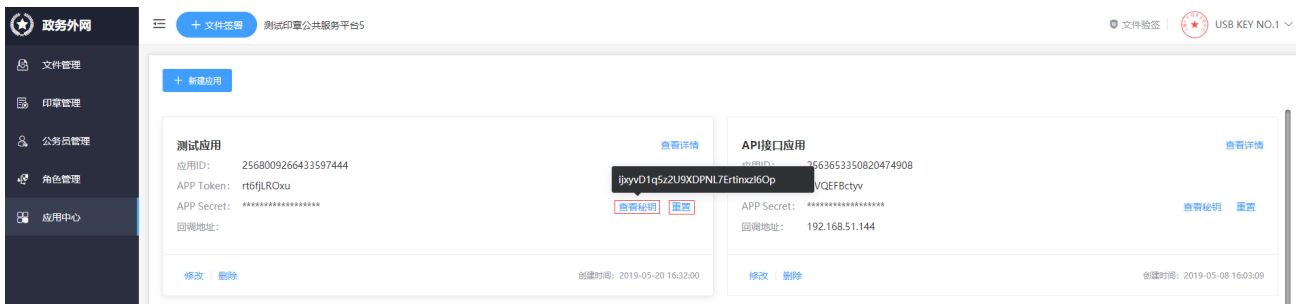 政务外网
文件签署
测试印章公共服务平台5
文件验签
USB KEY NO.1
文件管理
印章管理
公务员管理
角色管理
应用中心
新建应用
测试应用
查看详情
应用ID: 2568009266433597444
APP Token: rt6fjLROxu
ijxyvD1q5z2U9XDPNL7Ertinxzl6Op
APP Secret: ******************
查看秘钥 重置
回调地址:
修改 删除
创建时间: 2019-05-20 16:32:00
API接口应用
查看详情
应用ID: 2563653350820474908
VQEFBctyv
APP Secret: ******************
查看秘钥 重置
回调地址: 192.168.51.144
修改 删除
创建时间: 2019-05-08 16:03:09